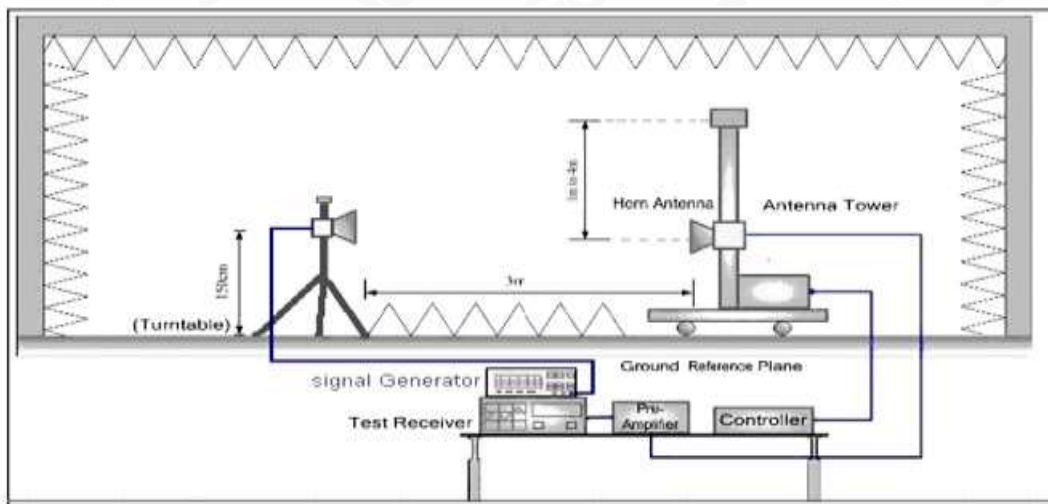 Horn Antenna
Antenna Tower
150cm
3m
(Turntable)
Ground Reference Plane
signal Generator
Test Receiver
Pre-
Amplifier
Controller